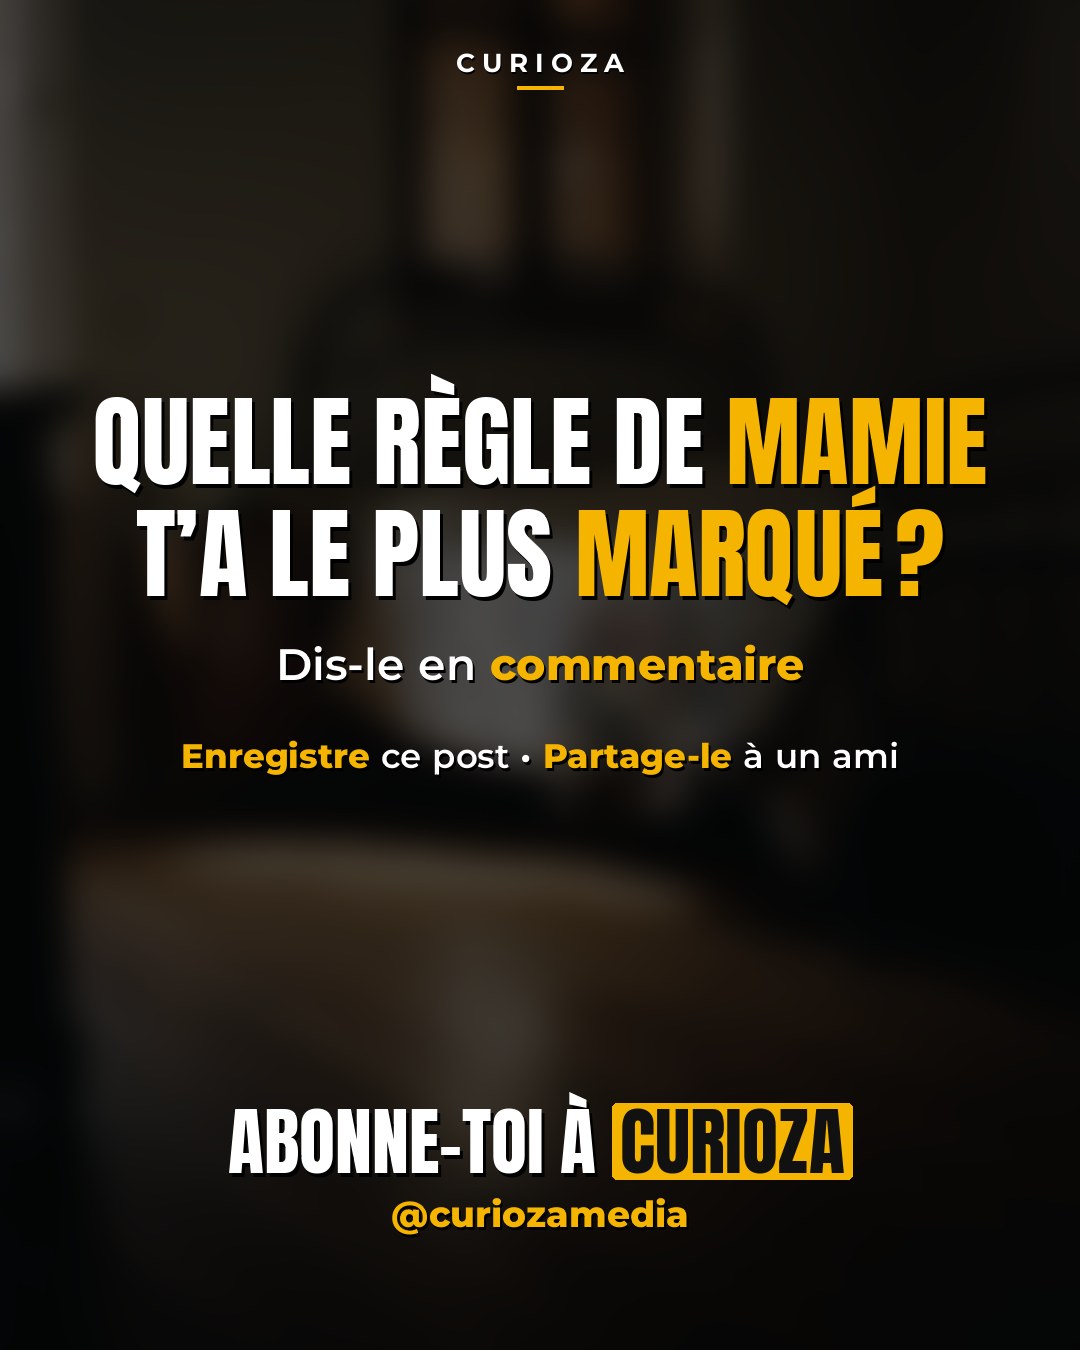 CURIOZA
QUELLE RÈGLE DE MAMIE
T’A LE PLUS MARQUÉ ?
Dis-le en commentaire
Enregistre ce post • Partage-le à un ami
ABONNE-TOI À CURIOZA
@curiozamedia